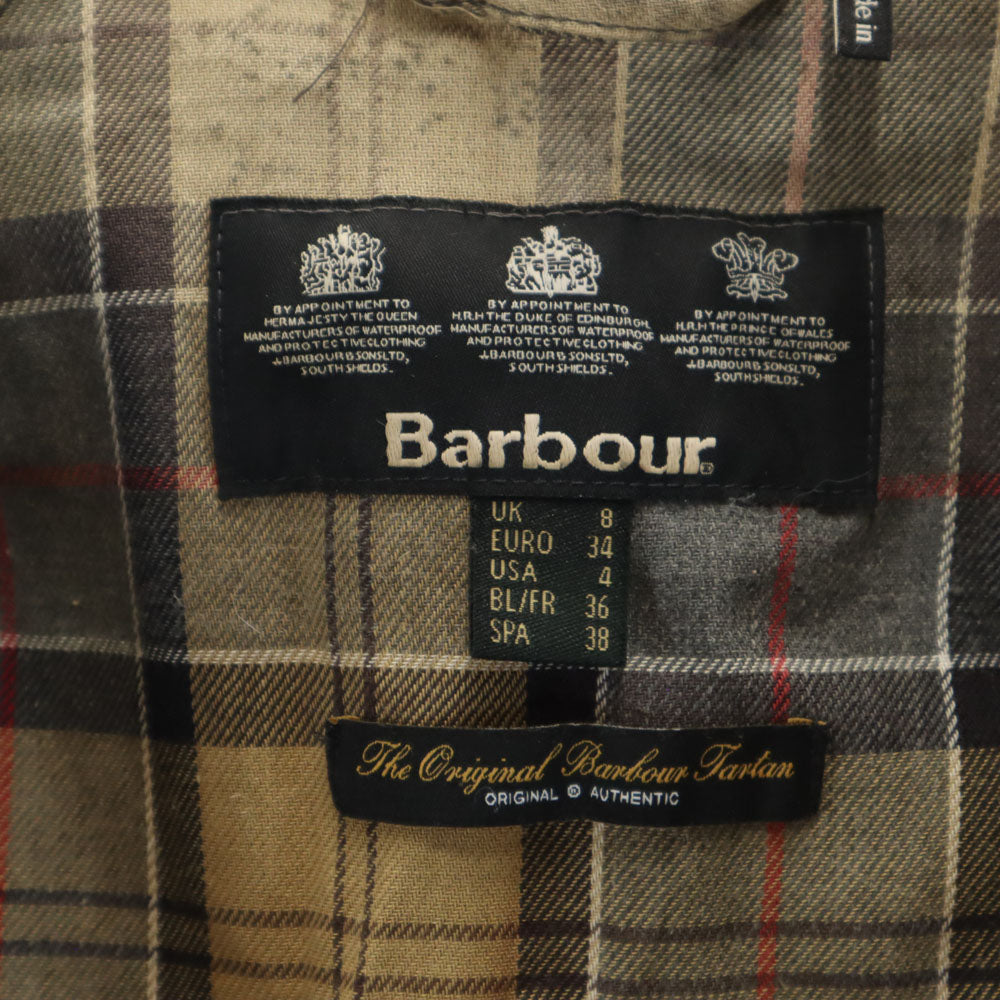 de in
BY APPOINTMENT TO
HER MAJESTY THE QUEEN
MANUFACTURERS OF WATERPROOF
AND PROTECTIVE CLOTHING
J.BARBOUR & SONS LTD,
SOUTH SHIELDS.
BY APPOINTMENT TO
H.R.H THE DUKE OF EDINBURGH
MANUFACTURERS OF WATERPROOF
AND PROTECTIVE CLOTHING
J.BARBOUR & SONS LTD,
SOUTH SHIELDS.
BY APPOINTMENT TO
H.R.H THE PRINCE OF WALES
MANUFACTURERS OF WATERPROOF
AND PROTECTIVE CLOTHING
J.BARBOUR & SONS LTD,
SOUTH SHIELDS.
Barbour®
UK 8
EURO 34
USA 4
BL/FR 36
SPA 38
The Original Barbour Tartan
ORIGINAL ® AUTHENTIC